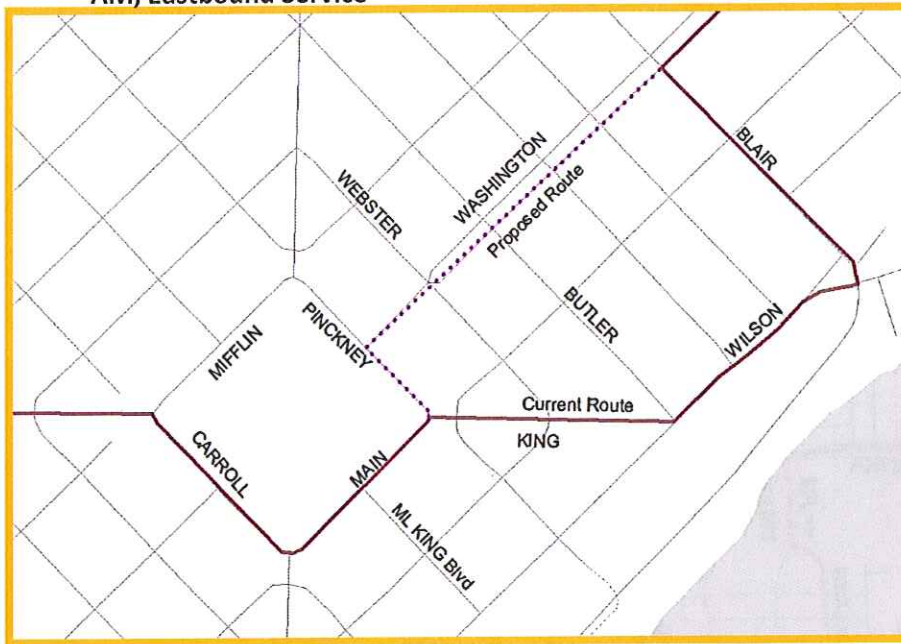 AM) Eastbound Service
WASHINGTON
BLAIR
WEBSTER
Proposed Route
PINCKNEY
BUTLER
MIFFLIN
WILSON
Current Route
KING
CARROLL
MAIN
ML KING Blvd